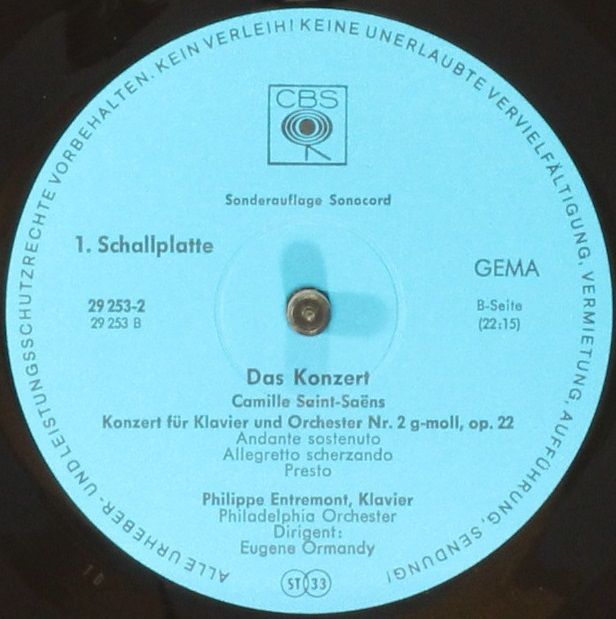 ALLE URHEBER- UND LEISTUNGSSCHUTZRECHTE VORBEHALTEN. KEIN VERLEIH! KEINE UNERLAUBTE VERVIELFÄLTIGUNG, VERMIETUNG, AUFFÜHRUNG, SENDUNG!
CBS
Sonderauflage Sonocord
1. Schallplatte
GEMA
29 253-2
29 253 B
B-Seite
(22:15)
Das Konzert
Camille Saint-Saëns
Konzert für Klavier und Orchester Nr. 2 g-moll, op. 22
Andante sostenuto
Allegretto scherzando
Presto
Philippe Entremont, Klavier
Philadelphia Orchester
Dirigent:
Eugene Ormandy
ST 33
10